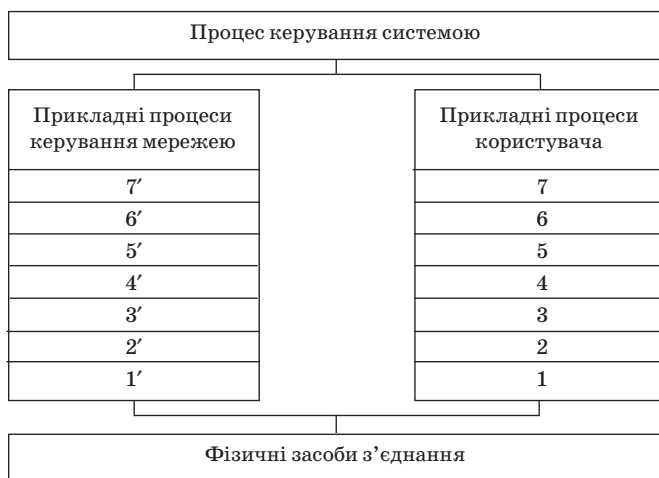 Процес керування системою
Прикладні процеси
керування мережею
7′
6′
5′
4′
3′
2′
1′
Прикладні процеси
користувача
7
6
5
4
3
2
1
Фізичні засоби з’єднання